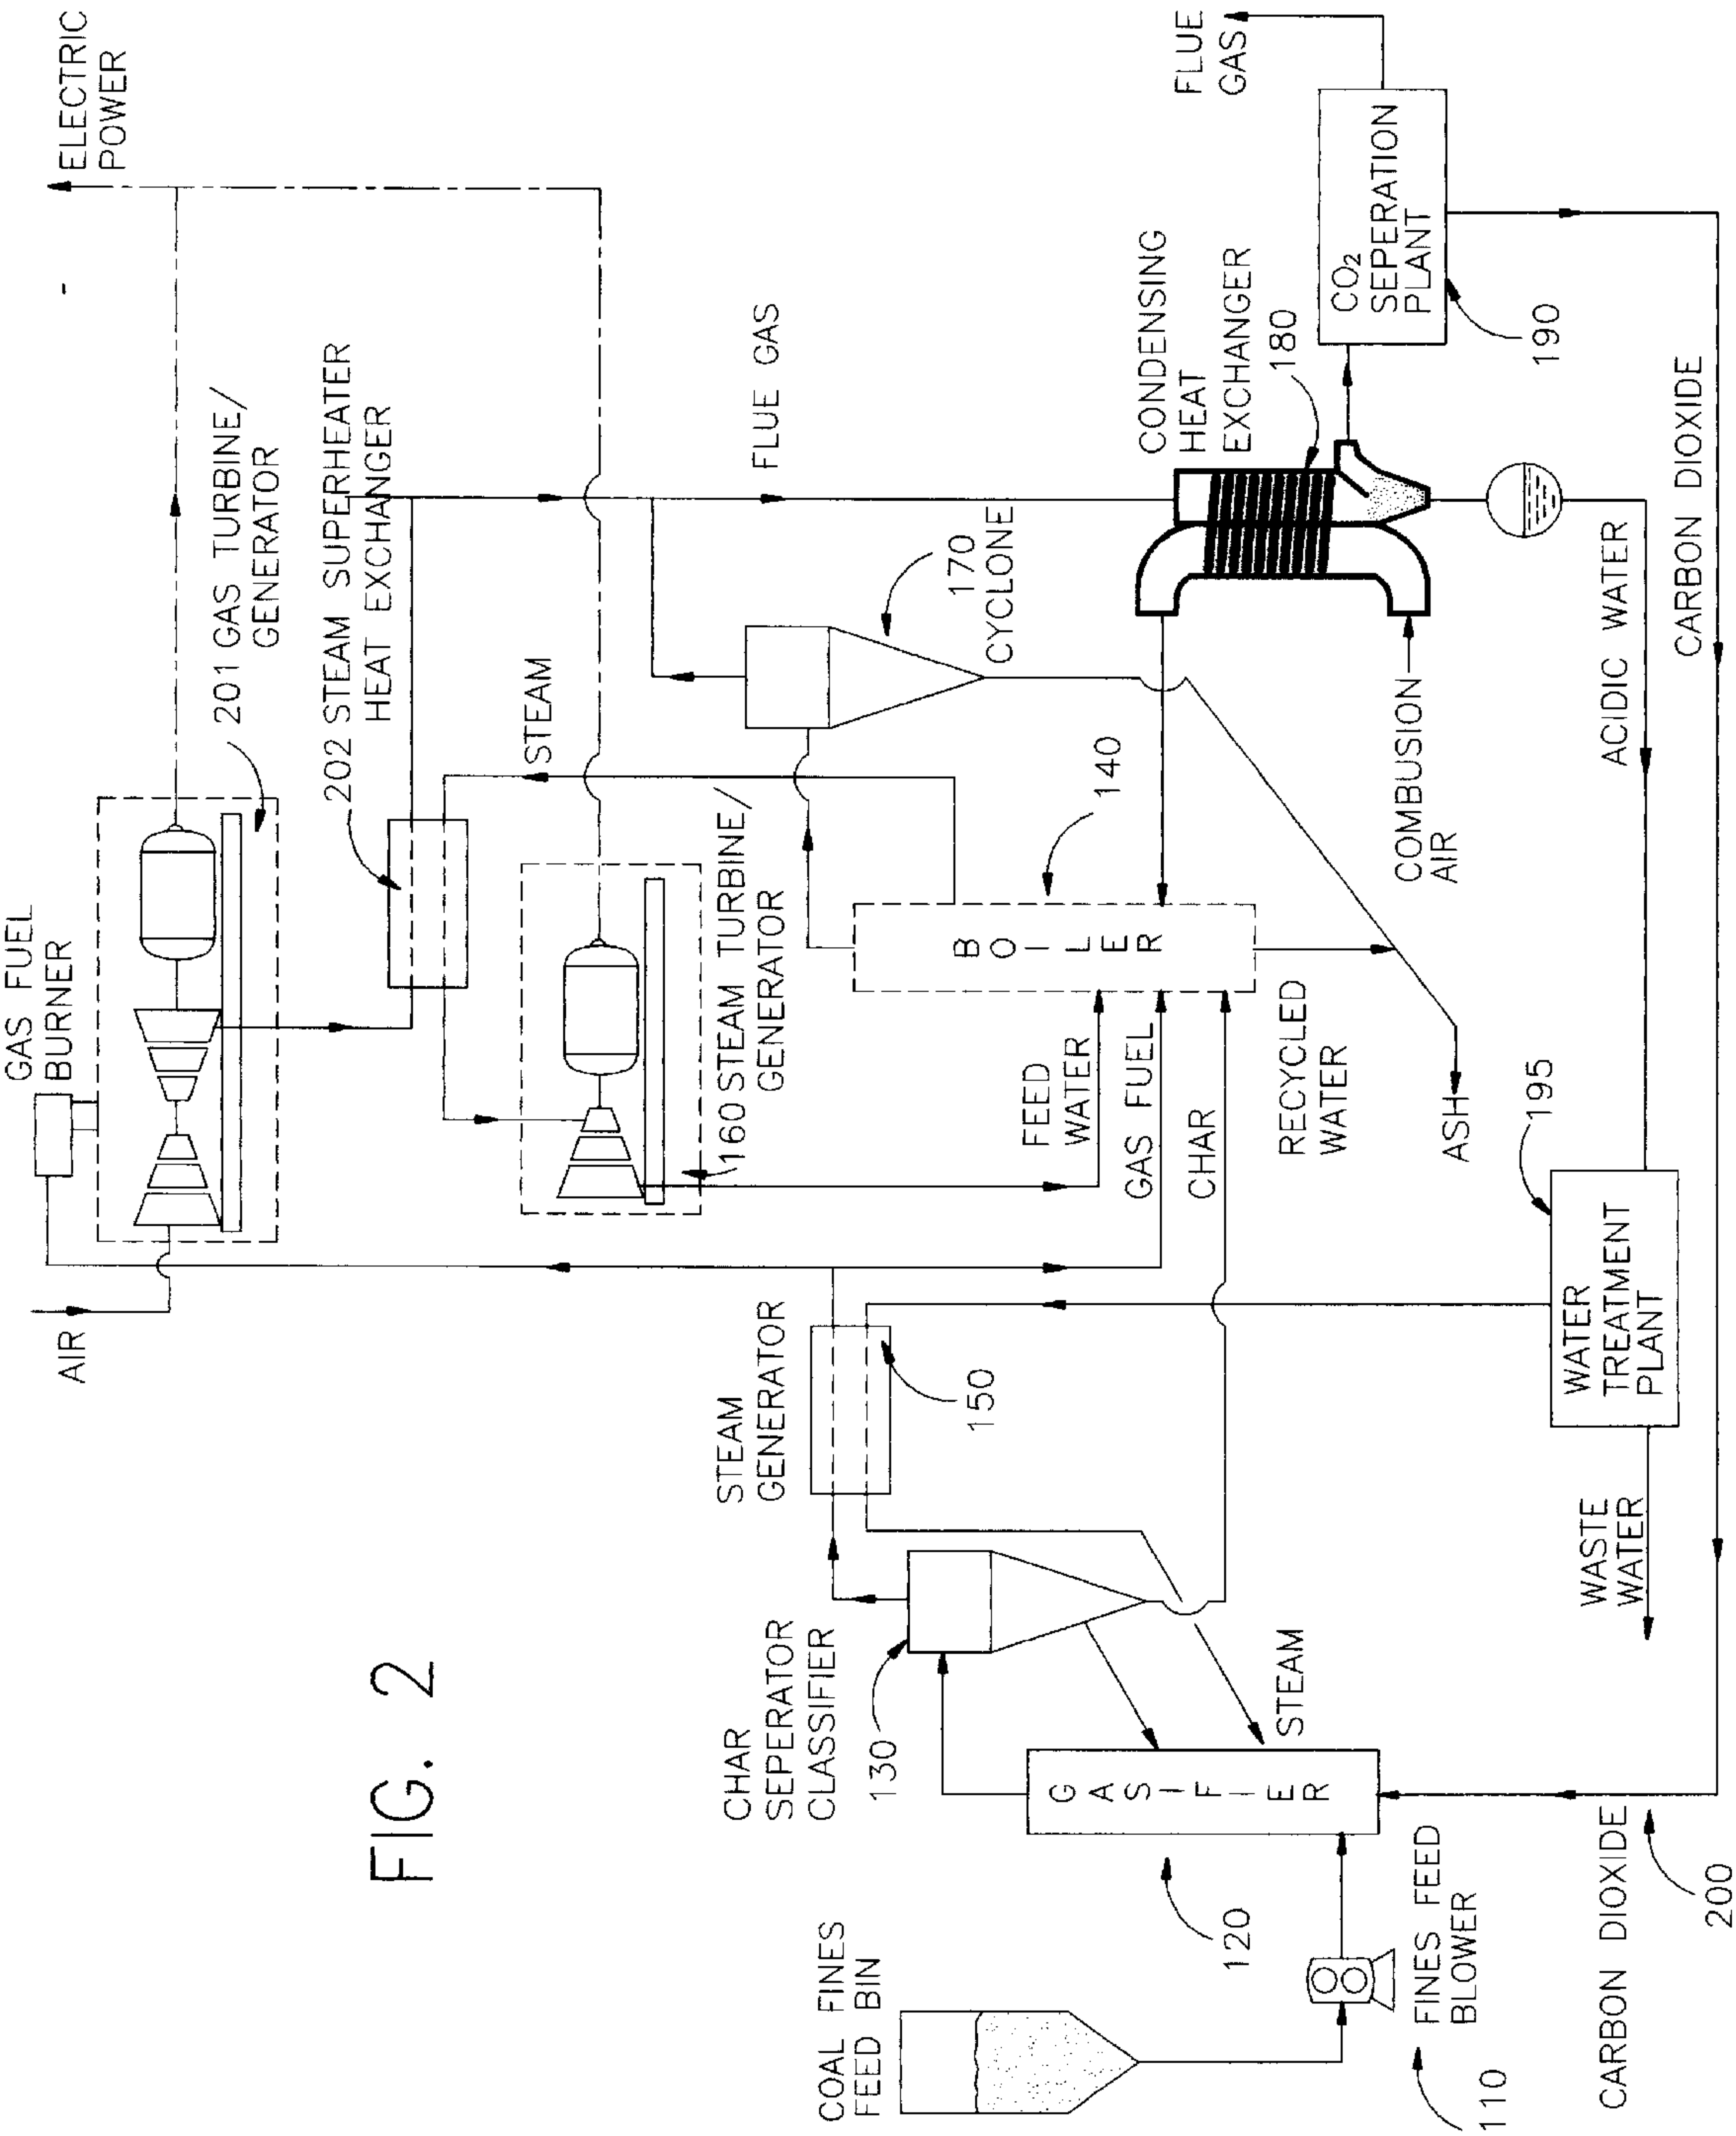 FIG. 2
ELECTRIC
POWER
GAS FUEL
BURNER
AIR
201 GAS TURBINE/
GENERATOR
202 STEAM SUPERHEATER
HEAT EXCHANGER
STEAM
160 STEAM TURBINE/
GENERATOR
FLUE GAS
STEAM
GENERATOR
150
CHAR
SEPERATOR
CLASSIFIER
130
COAL FINES
FEED BIN
170
CYCLONE
140
BOILER
FEED
WATER
GAS FUEL
CHAR
RECYCLED
WATER
CONDENSING
HEAT
EXCHANGER
180
FLUE
GAS
CO₂
SEPERATION
PLANT
190
COMBUSION
AIR
ASH
GASIFIER
STEAM
120
FINES FEED
BLOWER
110
195
WATER
TREATMENT
PLANT
WASTE
WATER
ACIDIC WATER
CARBON DIOXIDE
CARBON DIOXIDE
200